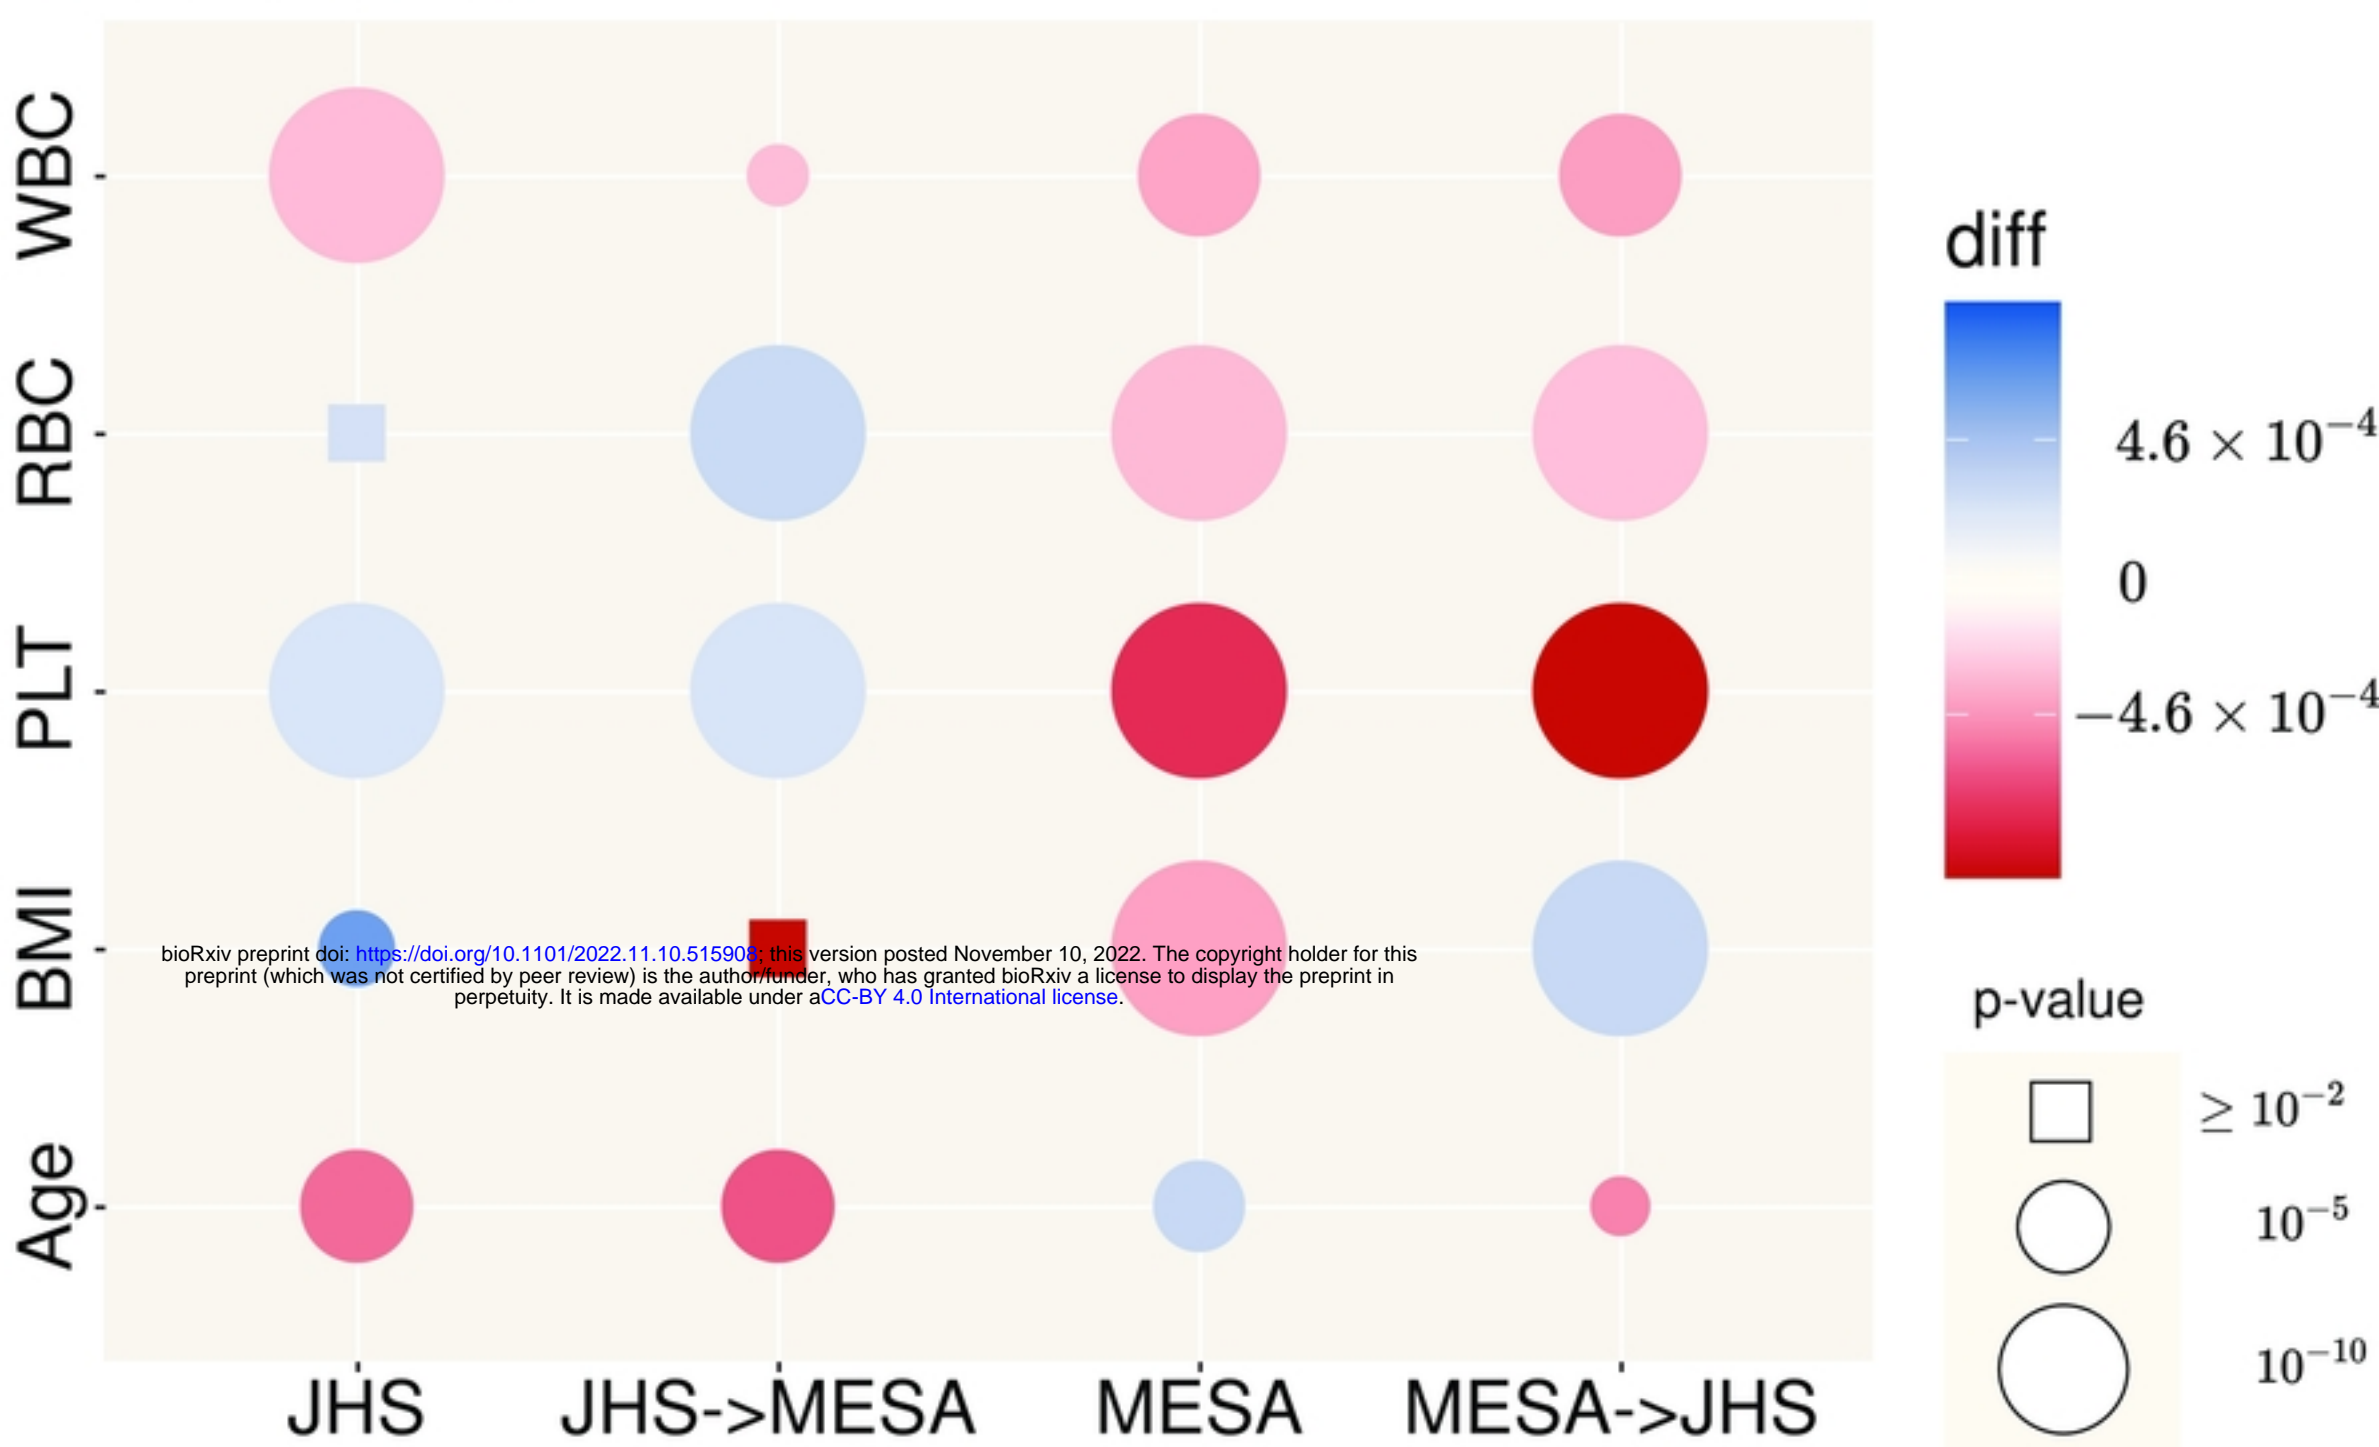 WBC
RBC
PLT
BMI
Age
JHS
JHS->MESA
MESA
MESA->JHS
diff
4.6 × 10⁻⁴
0
−4.6 × 10⁻⁴
p-value
≥ 10⁻²
10⁻⁵
10⁻¹⁰
bioRxiv preprint doi: https://doi.org/10.1101/2022.11.10.515908; this version posted November 10, 2022. The copyright holder for this
preprint (which was not certified by peer review) is the author/funder, who has granted bioRxiv a license to display the preprint in
perpetuity. It is made available under aCC-BY 4.0 International license.